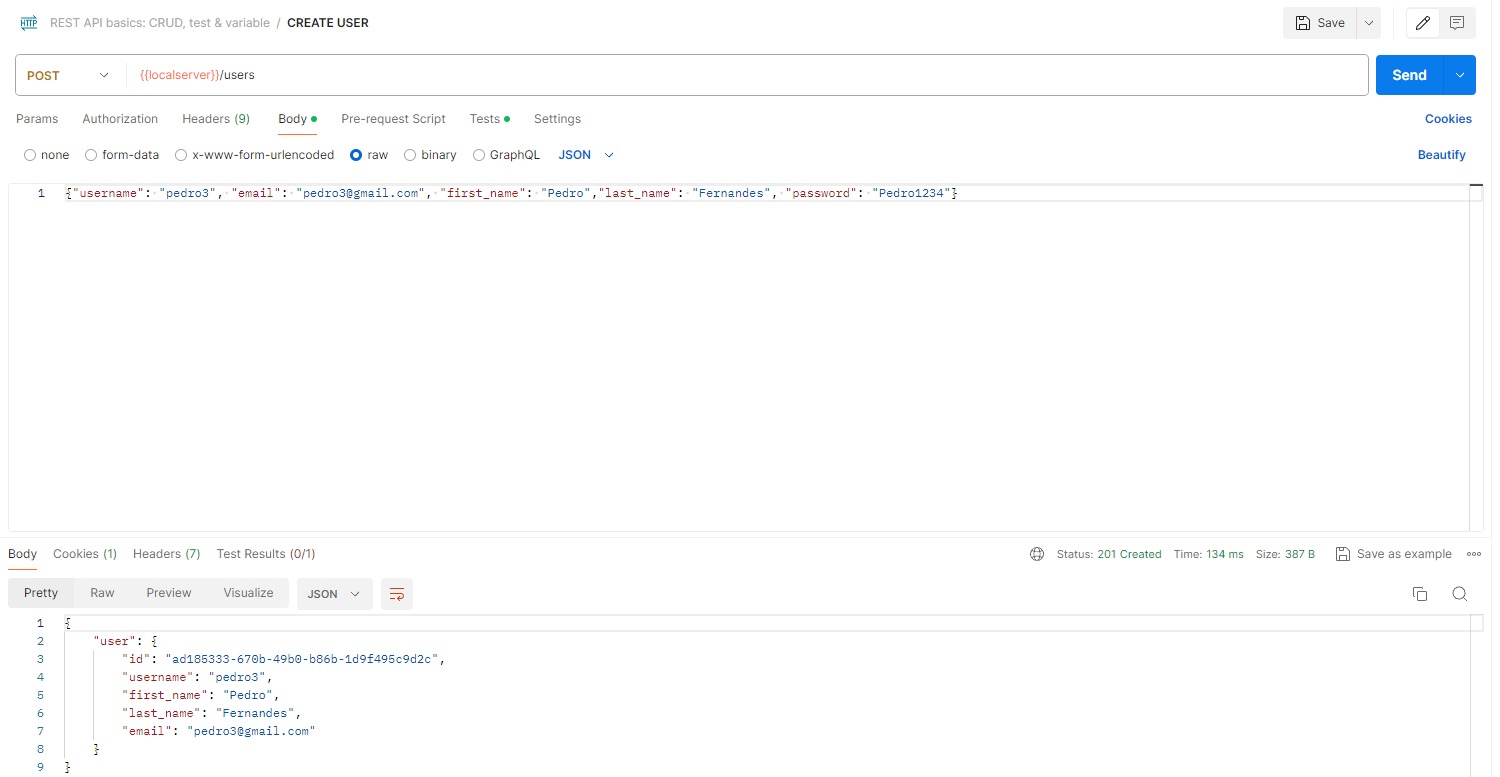 HTTP REST API basics: CRUD, test & variable / CREATE USER Save
POST {{localserver}}/users Send
Params Authorization Headers (9) Body Pre-request Script Tests Settings Cookies
none form-data x-www-form-urlencoded raw binary GraphQL JSON Beautify
1 {"username": "pedro3", "email": "pedro3@gmail.com", "first_name": "Pedro","last_name": "Fernandes", "password": "Pedro1234"}
Body Cookies (1) Headers (7) Test Results (0/1) Status: 201 Created Time: 134 ms Size: 387 B Save as example
Pretty Raw Preview Visualize JSON
1 {
2 "user": {
3 "id": "ad185333-670b-49b0-b86b-1d9f495c9d2c",
4 "username": "pedro3",
5 "first_name": "Pedro",
6 "last_name": "Fernandes",
7 "email": "pedro3@gmail.com"
8 }
9 }